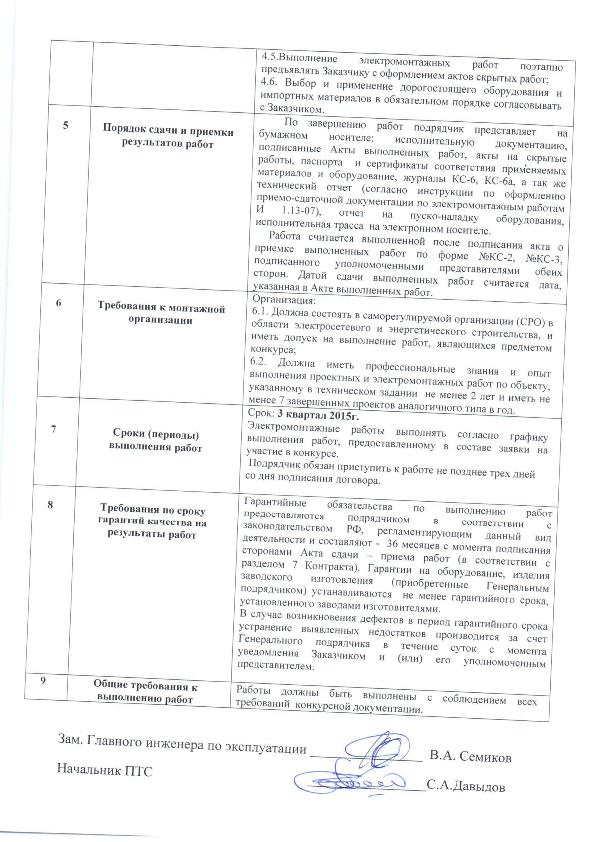 4.5.Выполнение электромонтажных работ поэтапно
предъявлять Заказчику с оформлением актов скрытых работ;
4.6. Выбор и применение дорогостоящего оборудования и
импортных материалов в обязательном порядке согласовывать
с Заказчиком.
5
Порядок сдачи и приемки
результатов работ
По завершению работ подрядчик представляет на
бумажном носителе: исполнительную документацию,
подписанные Акты выполненных работ, акты на скрытые
работы, паспорта и сертификаты соответствия применяемых
материалов и оборудование, журналы КС-6, КС-6а, а так же
технический отчет (согласно инструкции по оформлению
приемо-сдаточной документации по электромонтажным работам
И 1.13-07), отчет на пуско-наладку оборудования,
исполнительная трасса на электронном носителе.
Работа считается выполненной после подписания акта о
приемке выполненных работ по форме №КС-2, №КС-3,
подписанного уполномоченными представителями обеих
сторон. Датой сдачи выполненных работ считается дата,
указанная в Акте выполненных работ.
6
Требования к монтажной
организации
Организация:
6.1. Должна состоять в саморегулируемой организации (СРО) в
области электросетевого и энергетического строительства, и
иметь допуск на выполнение работ, являющихся предметом
конкурса;
6.2. Должна иметь профессиональные знания и опыт
выполнения проектных и электромонтажных работ по объекту,
указанному в техническом задании не менее 2 лет и иметь не
менее 7 завершенных проектов аналогичного типа в год.
7
Сроки (периоды)
выполнения работ
Срок: 3 квартал 2015г.
Электромонтажные работы выполнять согласно графику
выполнения работ, предоставленному в составе заявки на
участие в конкурсе.
Подрядчик обязан приступить к работе не позднее трех дней
со дня подписания договора.
8
Требования по сроку
гарантий качества на
результаты работ
Гарантийные обязательства по выполнению работ
предоставляются подрядчиком в соответствии с
законодательством РФ, регламентирующим данный вид
деятельности и составляют - 36 месяцев с момента подписания
сторонами Акта сдачи – приема работ (в соответствии с
разделом 7 Контракта). Гарантии на оборудование, изделия
заводского изготовления (приобретенные Генеральным
подрядчиком) устанавливаются не менее гарантийного срока,
установленного заводами изготовителями.
В случае возникновения дефектов в период гарантийного срока
устранение выявленных недостатков производится за счет
Генерального подрядчика в течение суток с момента
уведомления Заказчиком и (или) его уполномоченным
представителем.
9
Общие требования к
выполнению работ
Работы должны быть выполнены с соблюдением всех
требований конкурсной документации.
Зам. Главного инженера по эксплуатации В.А. Семиков
Начальник ПТС С.А.Давыдов